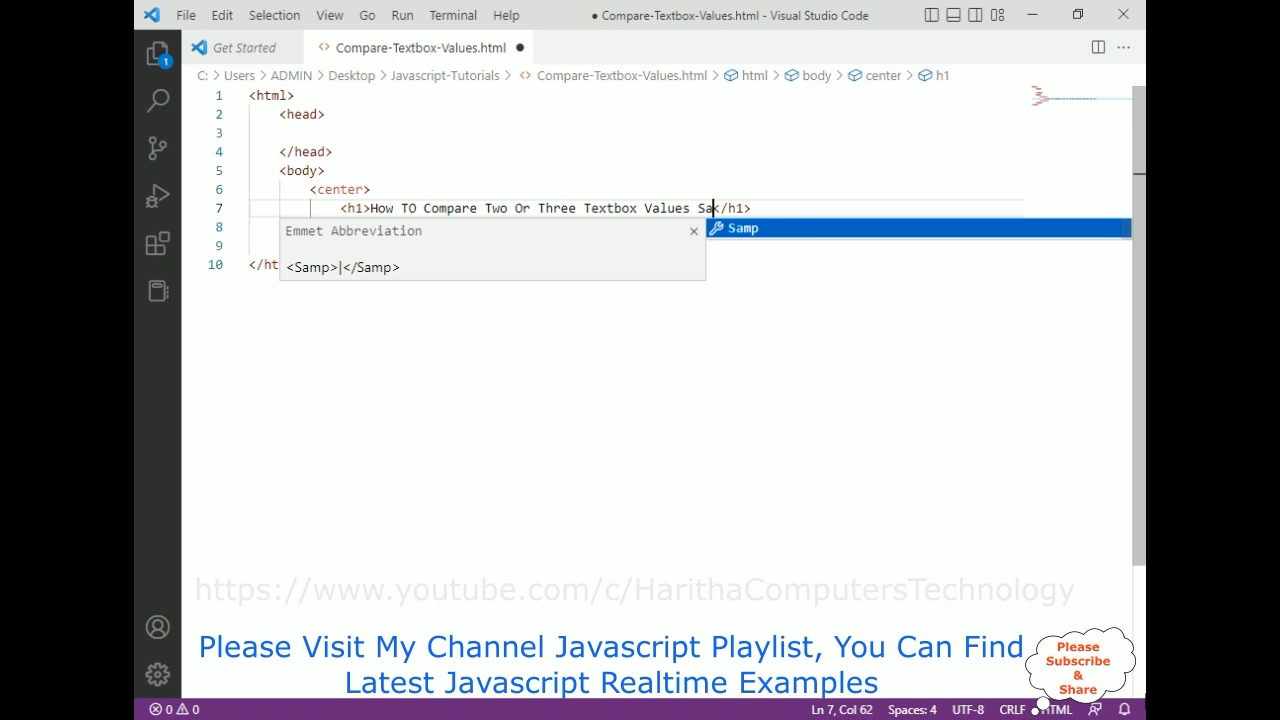 File Edit Selection View Go Run Terminal Help ● Compare-Textbox-Values.html - Visual Studio Code
Get Started <> Compare-Textbox-Values.html ●
C: > Users > ADMIN > Desktop > Javascript-Tutorials > <> Compare-Textbox-Values.html > html > body > center > h1
1 <html>
2 <head>
3
4 </head>
5 <body>
6 <center>
7 <h1>How TO Compare Two Or Three Textbox Values Sa</h1>
8 Emmet Abbreviation × Samp
9 <Samp>|</Samp>
10 </ht
https://www.youtube.com/c/HarithaComputersTechnology
Please Visit My Channel Javascript Playlist, You Can Find
Latest Javascript Realtime Examples
Please
Subscribe
&
Share
0 0 Ln 7, Col 62 Spaces: 4 UTF-8 CRLF HTML
1